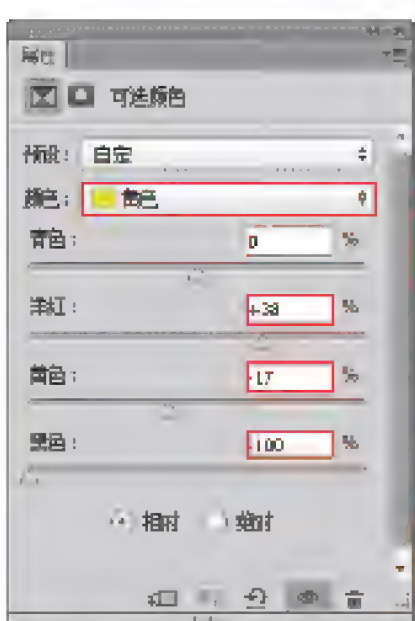 属性
可选颜色
预设： 自定
颜色： 黄色
青色： 0 %
洋红： +38 %
黄色： -17 %
黑色： -100 %
相对 绝对